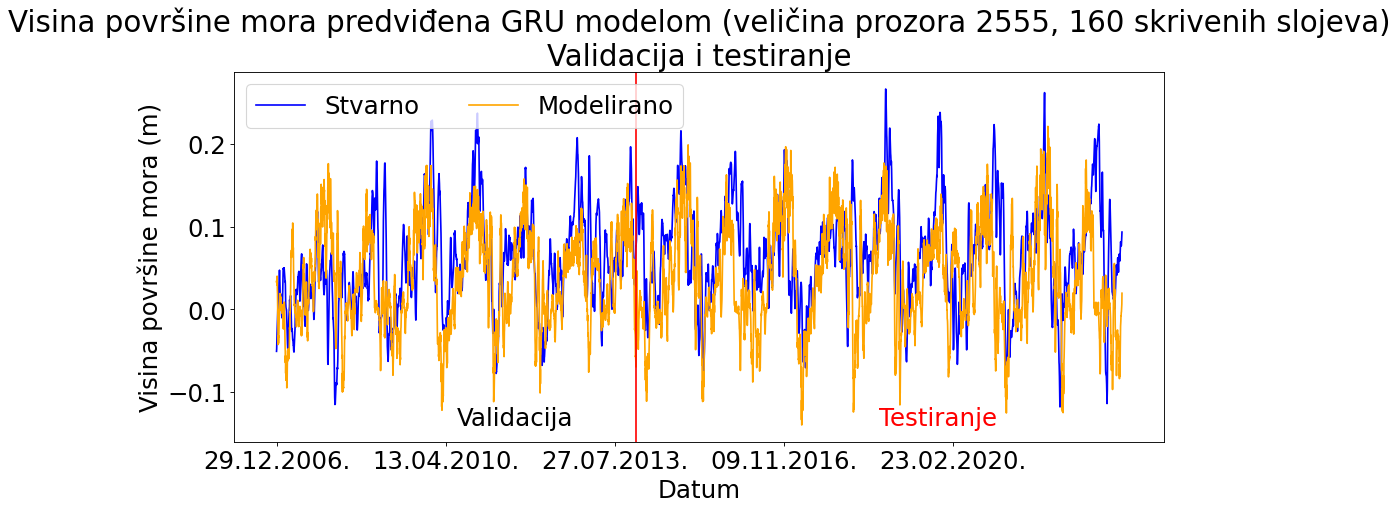 Visina površine mora predviđena GRU modelom (veličina prozora 2555, 160 skrivenih slojeva)
Validacija i testiranje
Stvarno
Modelirano
Visina površine mora (m)
0.2
0.1
0.0
−0.1
Validacija
Testiranje
29.12.2006.
13.04.2010.
27.07.2013.
09.11.2016.
23.02.2020.
Datum